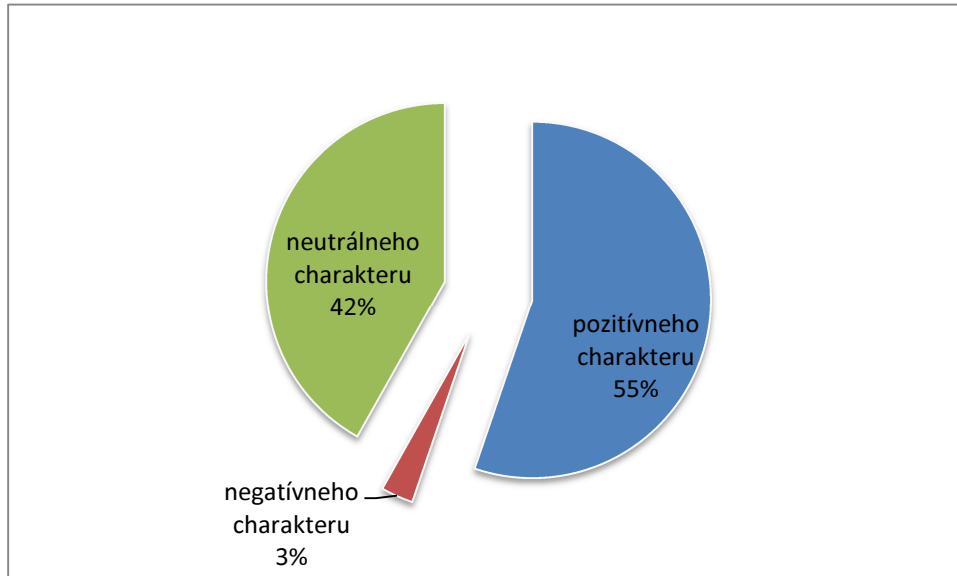 neutrálneho
charakteru
42%
pozitívneho
charakteru
55%
negatívneho
charakteru
3%